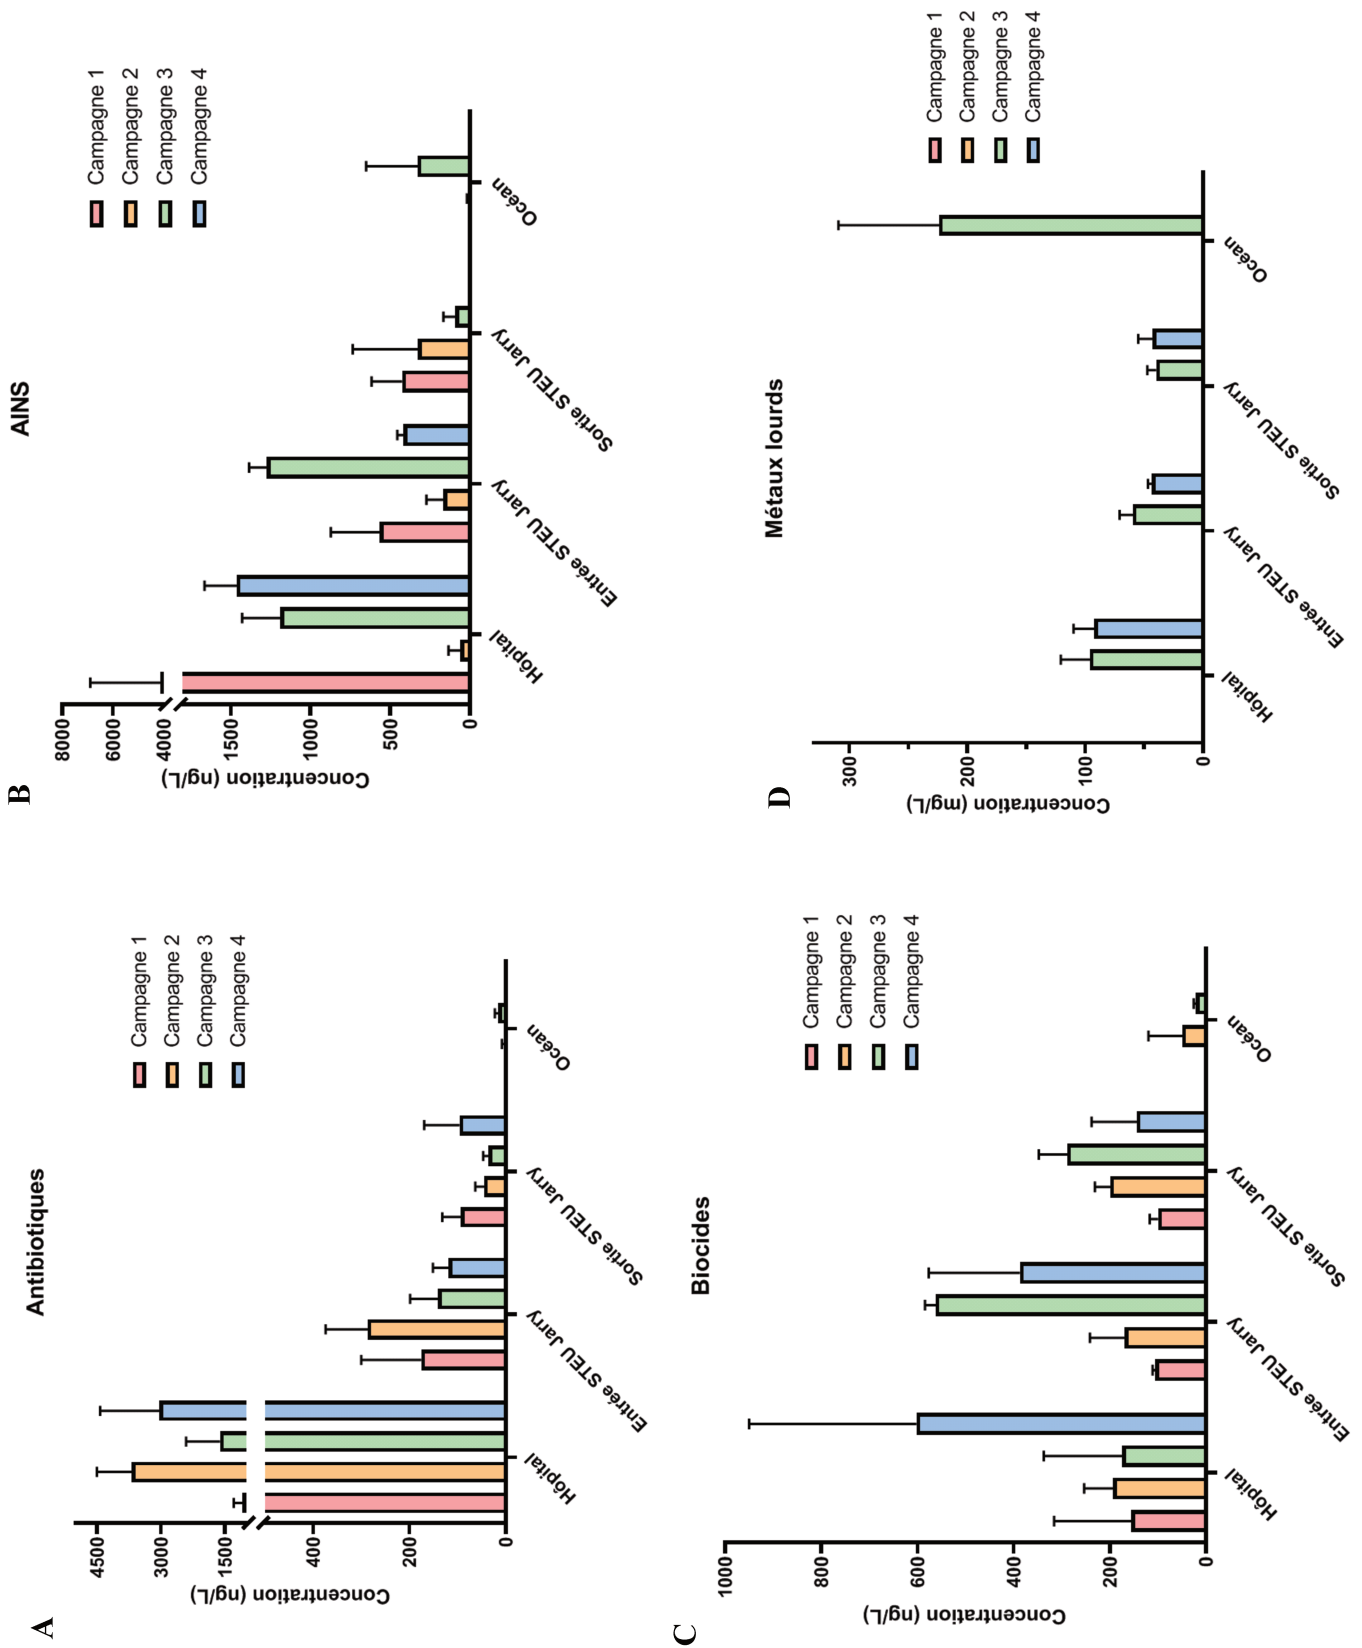 A
Antibiotiques
Concentration (ng/L)
4500
3000
1500
400
200
0
Hôpital
Entrée STEU Jarry
Sortie STEU Jarry
Océan
Campagne 1
Campagne 2
Campagne 3
Campagne 4
B
AINS
Concentration (ng/L)
8000
6000
4000
1500
1000
500
0
Hôpital
Entrée STEU Jarry
Sortie STEU Jarry
Océan
Campagne 1
Campagne 2
Campagne 3
Campagne 4
C
Biocides
Concentration (ng/L)
1000
800
600
400
200
0
Hôpital
Entrée STEU Jarry
Sortie STEU Jarry
Océan
Campagne 1
Campagne 2
Campagne 3
Campagne 4
D
Métaux lourds
Concentration (mg/L)
300
200
100
0
Hôpital
Entrée STEU Jarry
Sortie STEU Jarry
Océan
Campagne 1
Campagne 2
Campagne 3
Campagne 4